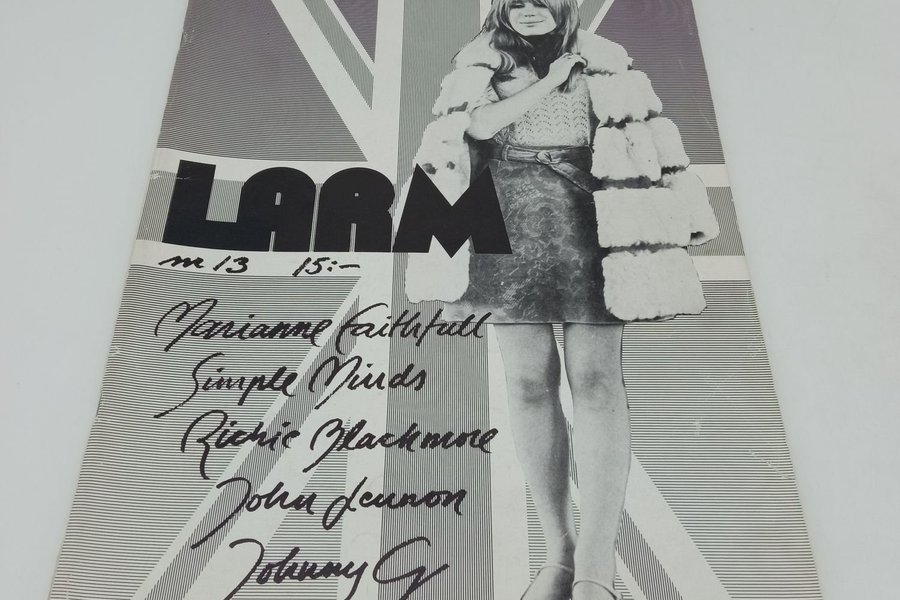 LARM
nr 13 15:-
Marianne Faithfull
Simple Minds
Richie Blackmore
John Lennon
Johnny G